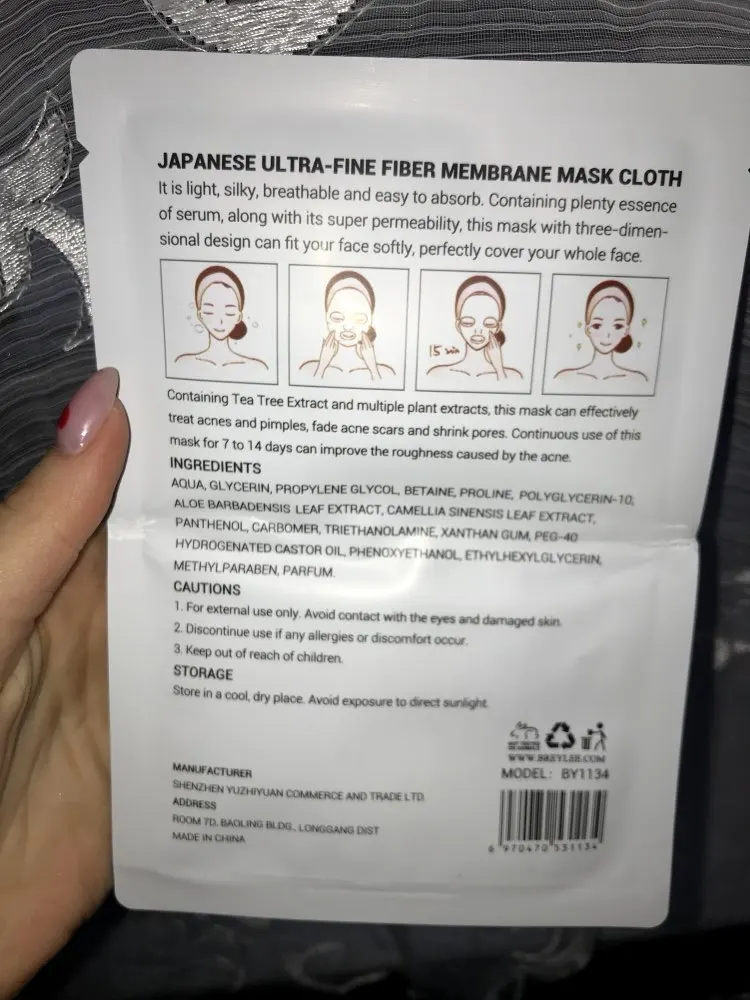 JAPANESE ULTRA-FINE FIBER MEMBRANE MASK CLOTH
It is light, silky, breathable and easy to absorb. Containing plenty essence
of serum, along with its super permeability, this mask with three-dimen-
sional design can fit your face softly, perfectly cover your whole face.
15 min
Containing Tea Tree Extract and multiple plant extracts, this mask can effectively
treat acnes and pimples, fade acne scars and shrink pores. Continuous use of this
mask for 7 to 14 days can improve the roughness caused by the acne.
INGREDIENTS
AQUA, GLYCERIN, PROPYLENE GLYCOL, BETAINE, PROLINE, POLYGLYCERIN-10,
ALOE BARBADENSIS LEAF EXTRACT, CAMELLIA SINENSIS LEAF EXTRACT,
PANTHENOL, CARBOMER, TRIETHANOLAMINE, XANTHAN GUM, PEG-40
HYDROGENATED CASTOR OIL, PHENOXYETHANOL, ETHYLHEXYLGLYCERIN,
METHYLPARABEN, PARFUM.
CAUTIONS
1. For external use only. Avoid contact with the eyes and damaged skin.
2. Discontinue use if any allergies or discomfort occur.
3. Keep out of reach of children.
STORAGE
Store in a cool, dry place. Avoid exposure to direct sunlight.
WWW.BREYLEE.COM
MODEL: BY1134
6 970470 531134
MANUFACTURER
SHENZHEN YUZHIYUAN COMMERCE AND TRADE LTD.
ADDRESS
ROOM 7D, BAOLING BLDG., LONGGANG DIST
MADE IN CHINA